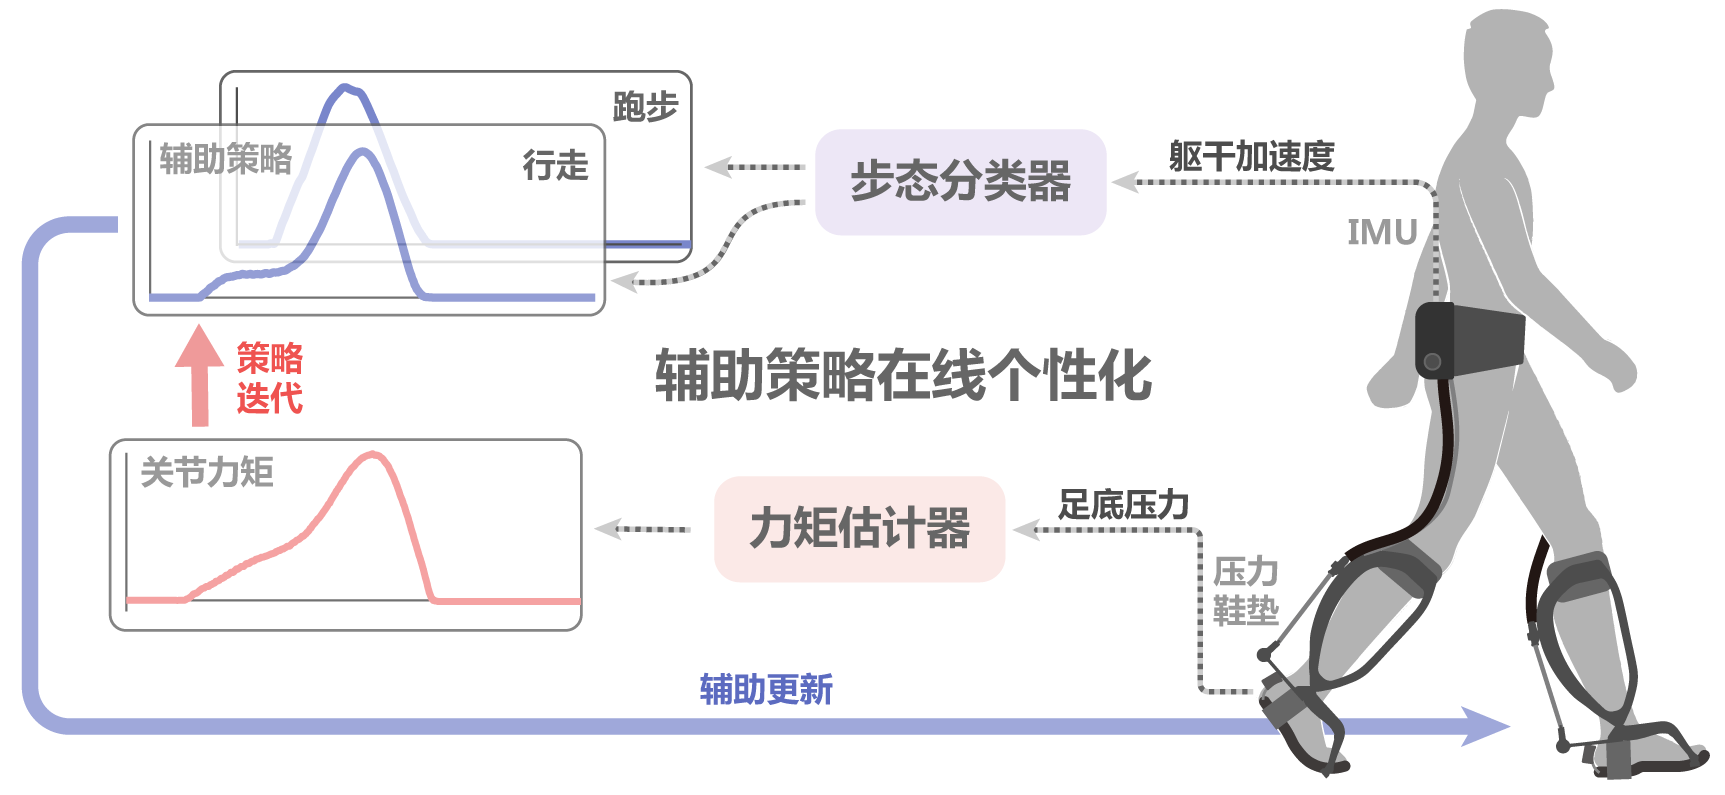 跑步
辅助策略
行走
步态分类器
躯干加速度
IMU
策略
迭代
辅助策略在线个性化
关节力矩
力矩估计器
足底压力
压力
鞋垫
辅助更新